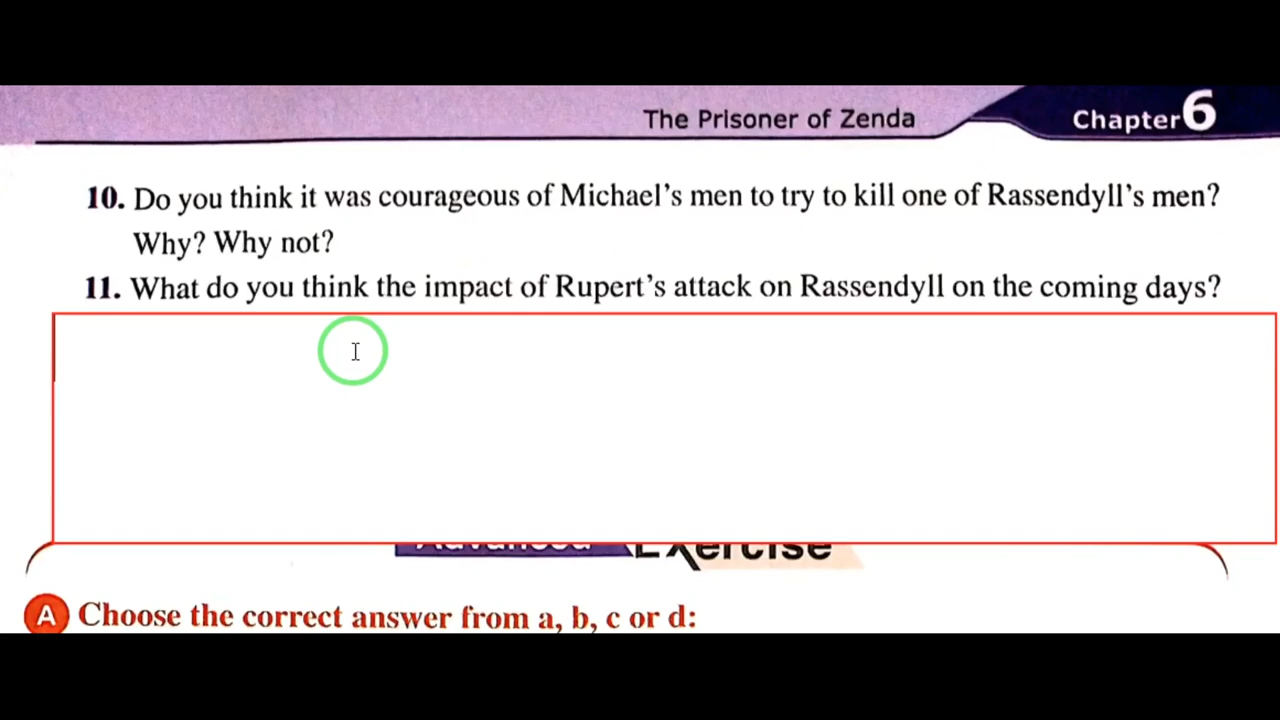 The Prisoner of Zenda
Chapter 6
10. Do you think it was courageous of Michael's men to try to kill one of Rassendyll's men?
Why? Why not?
11. What do you think the impact of Rupert's attack on Rassendyll on the coming days?
Advanced Exercise
A Choose the correct answer from a, b, c or d: